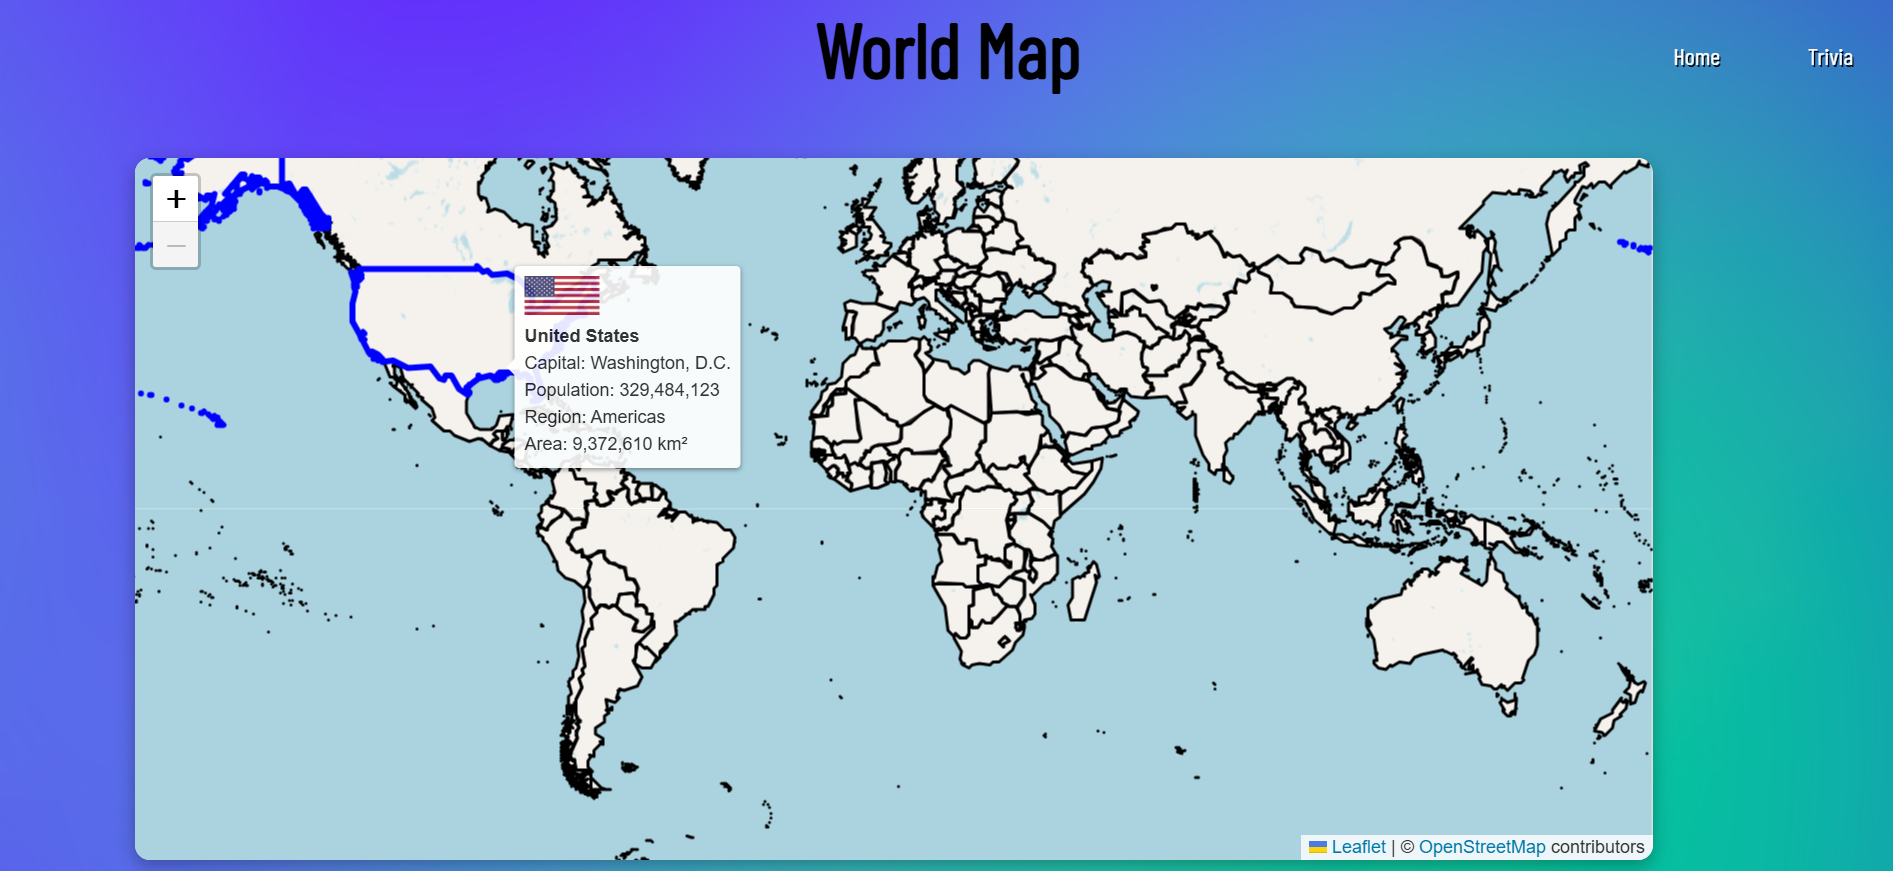 World Map
Home
Trivia
+
−
United States
Capital: Washington, D.C.
Population: 329,484,123
Region: Americas
Area: 9,372,610 km²
Leaflet | © OpenStreetMap contributors